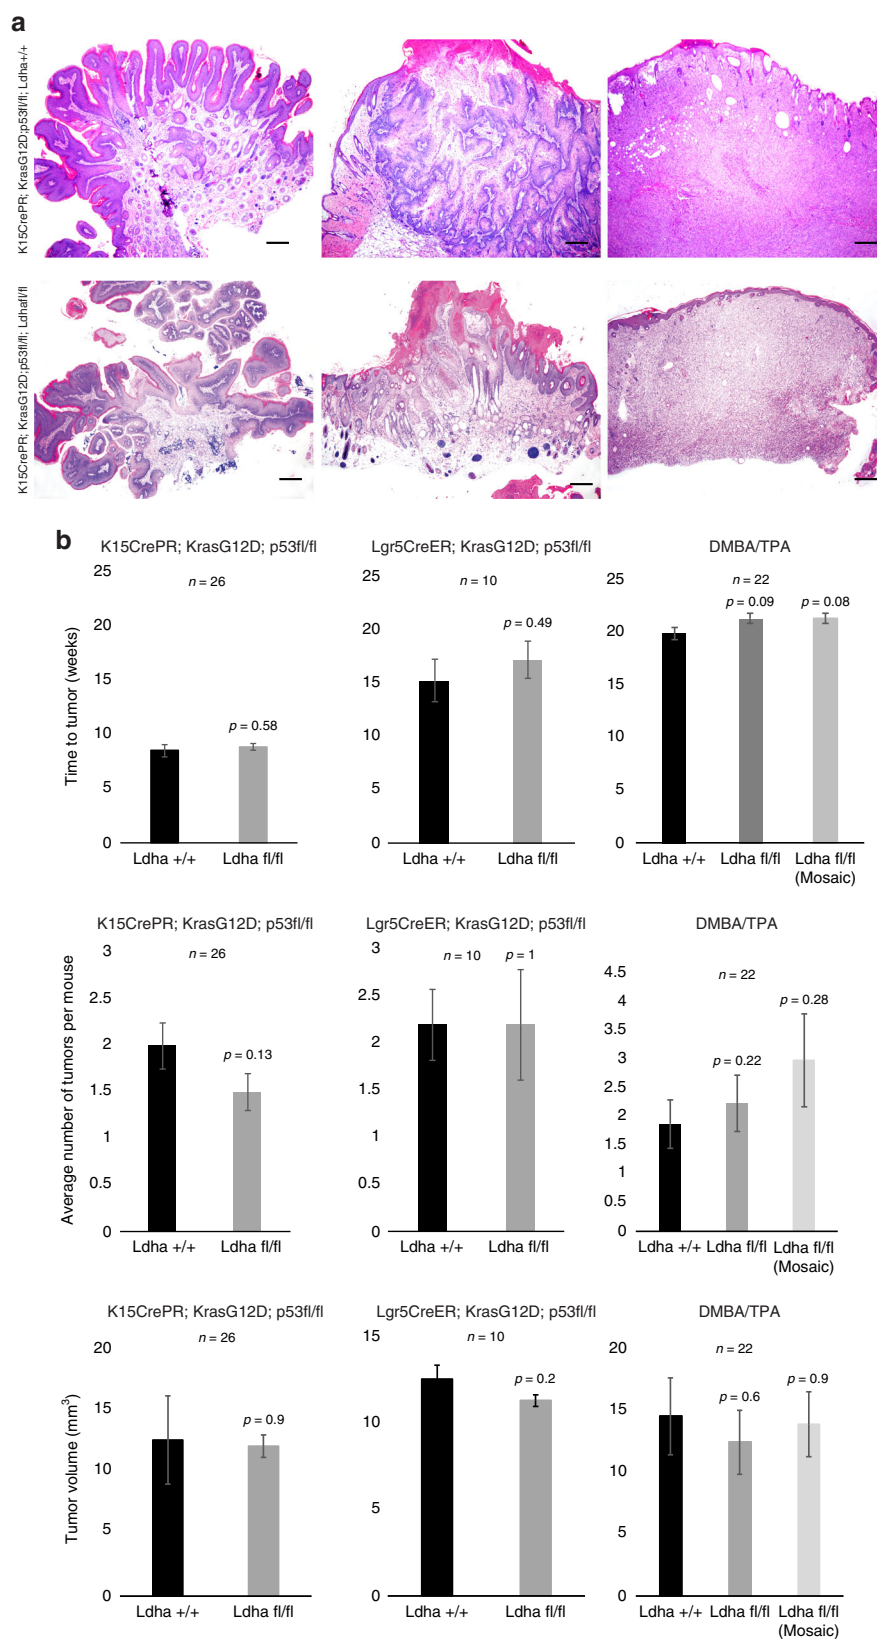 a
K15CrePR; KrasG12D;p53fl/fl; Ldha+/+
K15CrePR; KrasG12D;p53fl/fl; Ldhafl/fl
b
K15CrePR; KrasG12D; p53fl/fl
Lgr5CreER; KrasG12D; p53fl/fl
DMBA/TPA
Time to tumor (weeks)
25
20
15
10
5
0
n = 26
p = 0.58
Ldha +/+
Ldha fl/fl
25
20
15
10
5
0
n = 10
p = 0.49
Ldha +/+
Ldha fl/fl
25
20
15
10
5
0
n = 22
p = 0.09
p = 0.08
Ldha +/+
Ldha fl/fl
Ldha fl/fl
(Mosaic)
K15CrePR; KrasG12D; p53fl/fl
Lgr5CreER; KrasG12D; p53fl/fl
DMBA/TPA
Average number of tumors per mouse
3
2.5
2
1.5
1
0.5
0
n = 26
p = 0.13
Ldha +/+
Ldha fl/fl
3
2.5
2
1.5
1
0.5
0
n = 10
p = 1
Ldha +/+
Ldha fl/fl
4.5
4
3.5
3
2.5
2
1.5
1
0.5
0
n = 22
p = 0.22
p = 0.28
Ldha +/+
Ldha fl/fl
Ldha fl/fl
(Mosaic)
K15CrePR; KrasG12D; p53fl/fl
Lgr5CreER; KrasG12D; p53fl/fl
DMBA/TPA
Tumor volume (mm³)
20
15
10
5
0
n = 26
p = 0.9
Ldha +/+
Ldha fl/fl
15
10
5
0
n = 10
p = 0.2
Ldha +/+
Ldha fl/fl
20
15
10
5
0
n = 22
p = 0.6
p = 0.9
Ldha +/+
Ldha fl/fl
Ldha fl/fl
(Mosaic)